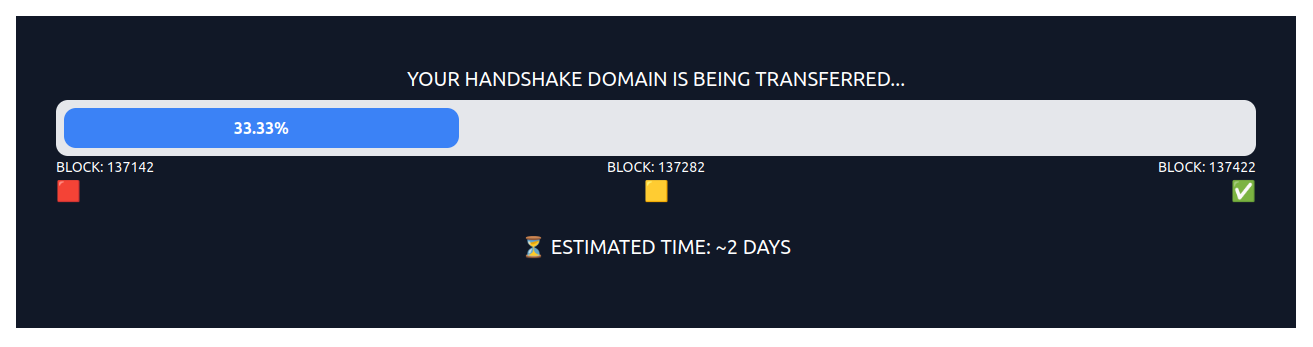 YOUR HANDSHAKE DOMAIN IS BEING TRANSFERRED...
33.33%
BLOCK: 137142 BLOCK: 137282 BLOCK: 137422
🟥 🟨 ✅
⏳ ESTIMATED TIME: ~2 DAYS